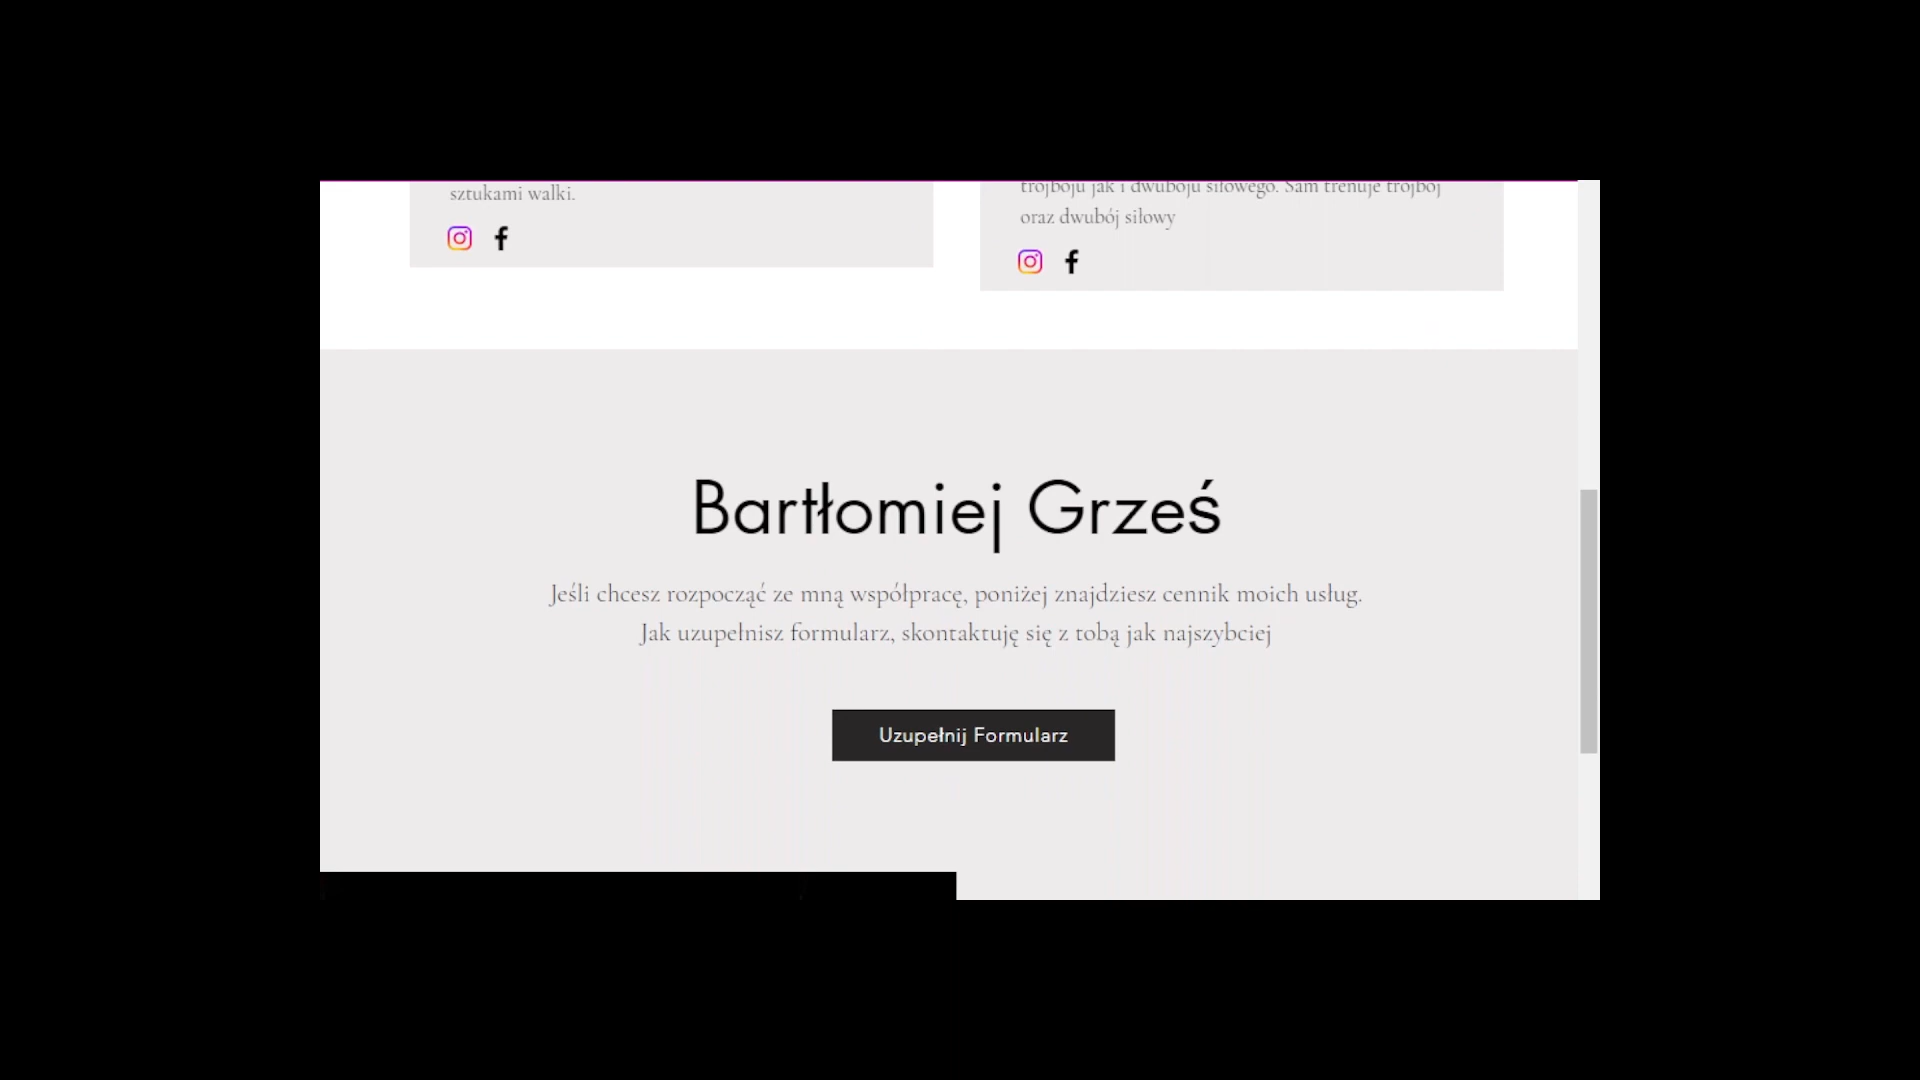 sztukami walki.
trójboju jak i dwuboju siłowego. Sam trenuje trójbój
oraz dwubój siłowy
Bartłomiej Grześ
Jeśli chcesz rozpocząć ze mną współpracę, poniżej znajdziesz cennik moich usług.
Jak uzupełnisz formularz, skontaktuję się z tobą jak najszybciej
Uzupełnij Formularz